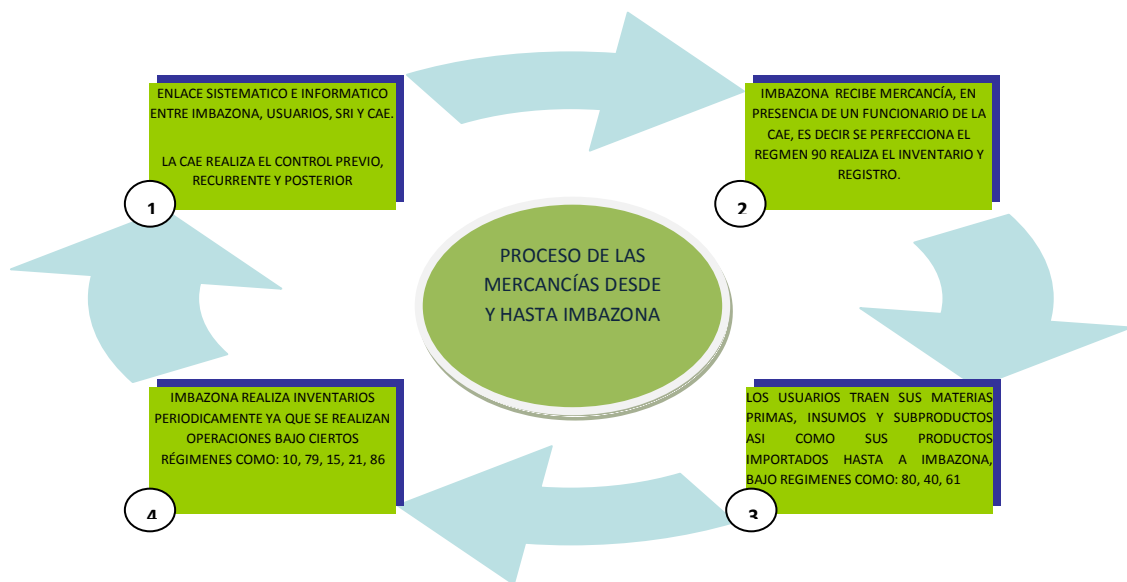 ENLACE SISTEMATICO E INFORMATICO
ENTRE IMBAZONA, USUARIOS, SRI Y CAE.
LA CAE REALIZA EL CONTROL PREVIO,
RECURRENTE Y POSTERIOR
1
IMBAZONA RECIBE MERCANCÍA, EN
PRESENCIA DE UN FUNCIONARIO DE LA
CAE, ES DECIR SE PERFECCIONA EL
REGMEN 90 REALIZA EL INVENTARIO Y
REGISTRO.
2
PROCESO DE LAS
MERCANCÍAS DESDE
Y HASTA IMBAZONA
LOS USUARIOS TRAEN SUS MATERIAS
PRIMAS, INSUMOS Y SUBPRODUCTOS
ASI COMO SUS PRODUCTOS
IMPORTADOS HASTA A IMBAZONA,
BAJO REGIMENES COMO: 80, 40, 61
3
IMBAZONA REALIZA INVENTARIOS
PERIODICAMENTE YA QUE SE REALIZAN
OPERACIONES BAJO CIERTOS
RÉGIMENES COMO: 10, 79, 15, 21, 86
4